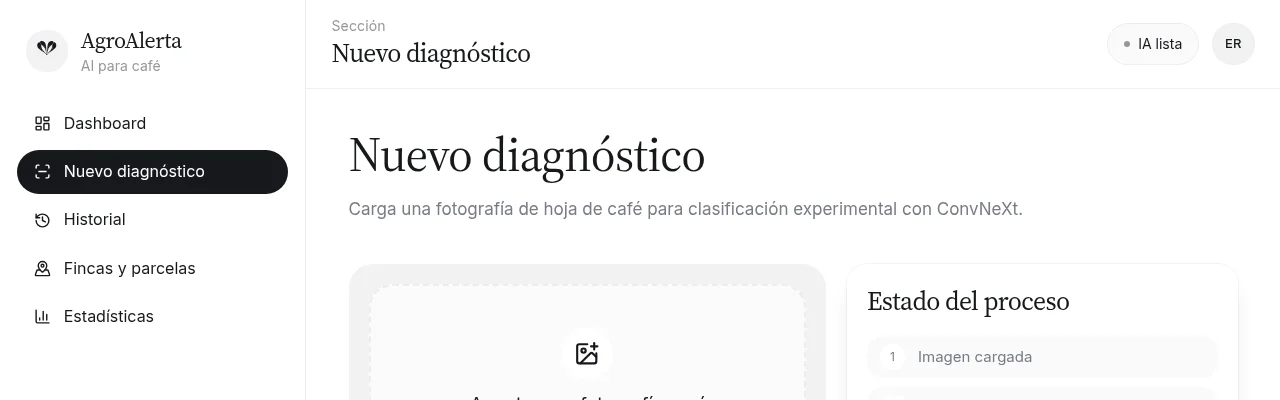 AgroAlerta
AI para café
Dashboard
Nuevo diagnóstico
Historial
Fincas y parcelas
Estadísticas
Sección
Nuevo diagnóstico
IA lista
ER
Nuevo diagnóstico
Carga una fotografía de hoja de café para clasificación experimental con ConvNeXt.
Estado del proceso
1 Imagen cargada